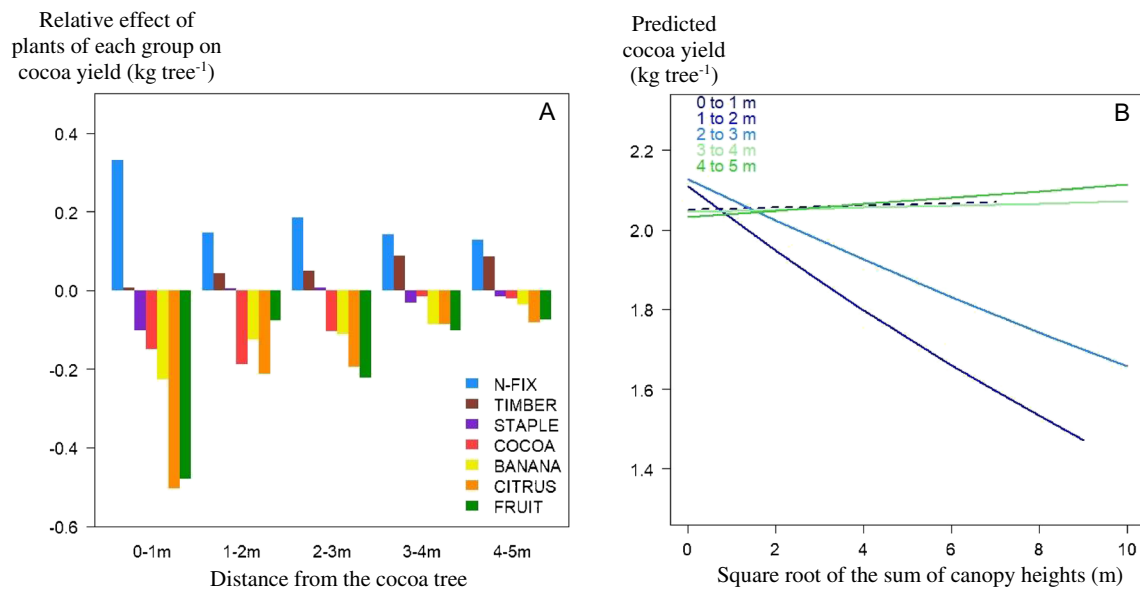 Relative effect of
plants of each group on
cocoa yield (kg tree⁻¹)
A
0.4
0.2
0.0
-0.2
-0.4
-0.6
N-FIX
TIMBER
STAPLE
COCOA
BANANA
CITRUS
FRUIT
0-1m 1-2m 2-3m 3-4m 4-5m
Distance from the cocoa tree
Predicted
cocoa yield
(kg tree⁻¹)
B
0 to 1 m
1 to 2 m
2 to 3 m
3 to 4 m
4 to 5 m
2.2
2.0
1.8
1.6
1.4
0 2 4 6 8 10
Square root of the sum of canopy heights (m)